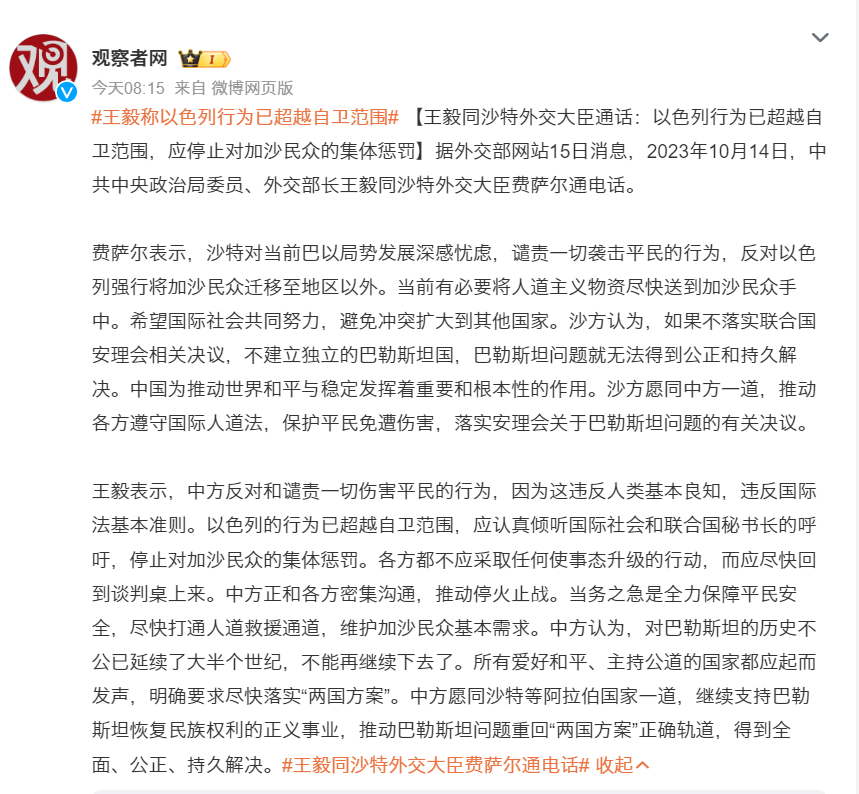 观
观察者网 I
今天08:15 来自 微博网页版
#王毅称以色列行为已超越自卫范围# 【王毅同沙特外交大臣通话：以色列行为已超越自
卫范围，应停止对加沙民众的集体惩罚】据外交部网站15日消息，2023年10月14日，中
共中央政治局委员、外交部长王毅同沙特外交大臣费萨尔通电话。
费萨尔表示，沙特对当前巴以局势发展深感忧虑，谴责一切袭击平民的行为，反对以色
列强行将加沙民众迁移至地区以外。当前有必要将人道主义物资尽快送到加沙民众手
中。希望国际社会共同努力，避免冲突扩大到其他国家。沙方认为，如果不落实联合国
安理会相关决议，不建立独立的巴勒斯坦国，巴勒斯坦问题就无法得到公正和持久解
决。中国为推动世界和平与稳定发挥着重要和根本性的作用。沙方愿同中方一道，推动
各方遵守国际人道法，保护平民免遭伤害，落实安理会关于巴勒斯坦问题的有关决议。
王毅表示，中方反对和谴责一切伤害平民的行为，因为这违反人类基本良知，违反国际
法基本准则。以色列的行为已超越自卫范围，应认真倾听国际社会和联合国秘书长的呼
吁，停止对加沙民众的集体惩罚。各方都不应采取任何使事态升级的行动，而应尽快回
到谈判桌上来。中方正和各方密集沟通，推动停火止战。当务之急是全力保障平民安
全，尽快打通人道救援通道，维护加沙民众基本需求。中方认为，对巴勒斯坦的历史不
公已延续了大半个世纪，不能再继续下去了。所有爱好和平、主持公道的国家都应起而
发声，明确要求尽快落实“两国方案”。中方愿同沙特等阿拉伯国家一道，继续支持巴勒
斯坦恢复民族权利的正义事业，推动巴勒斯坦问题重回“两国方案”正确轨道，得到全
面、公正、持久解决。#王毅同沙特外交大臣费萨尔通电话# 收起